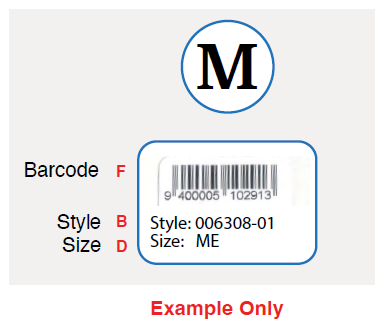 M
Barcode F
9 400005 102913
Style B Style: 006308-01
Size D Size: ME
Example Only